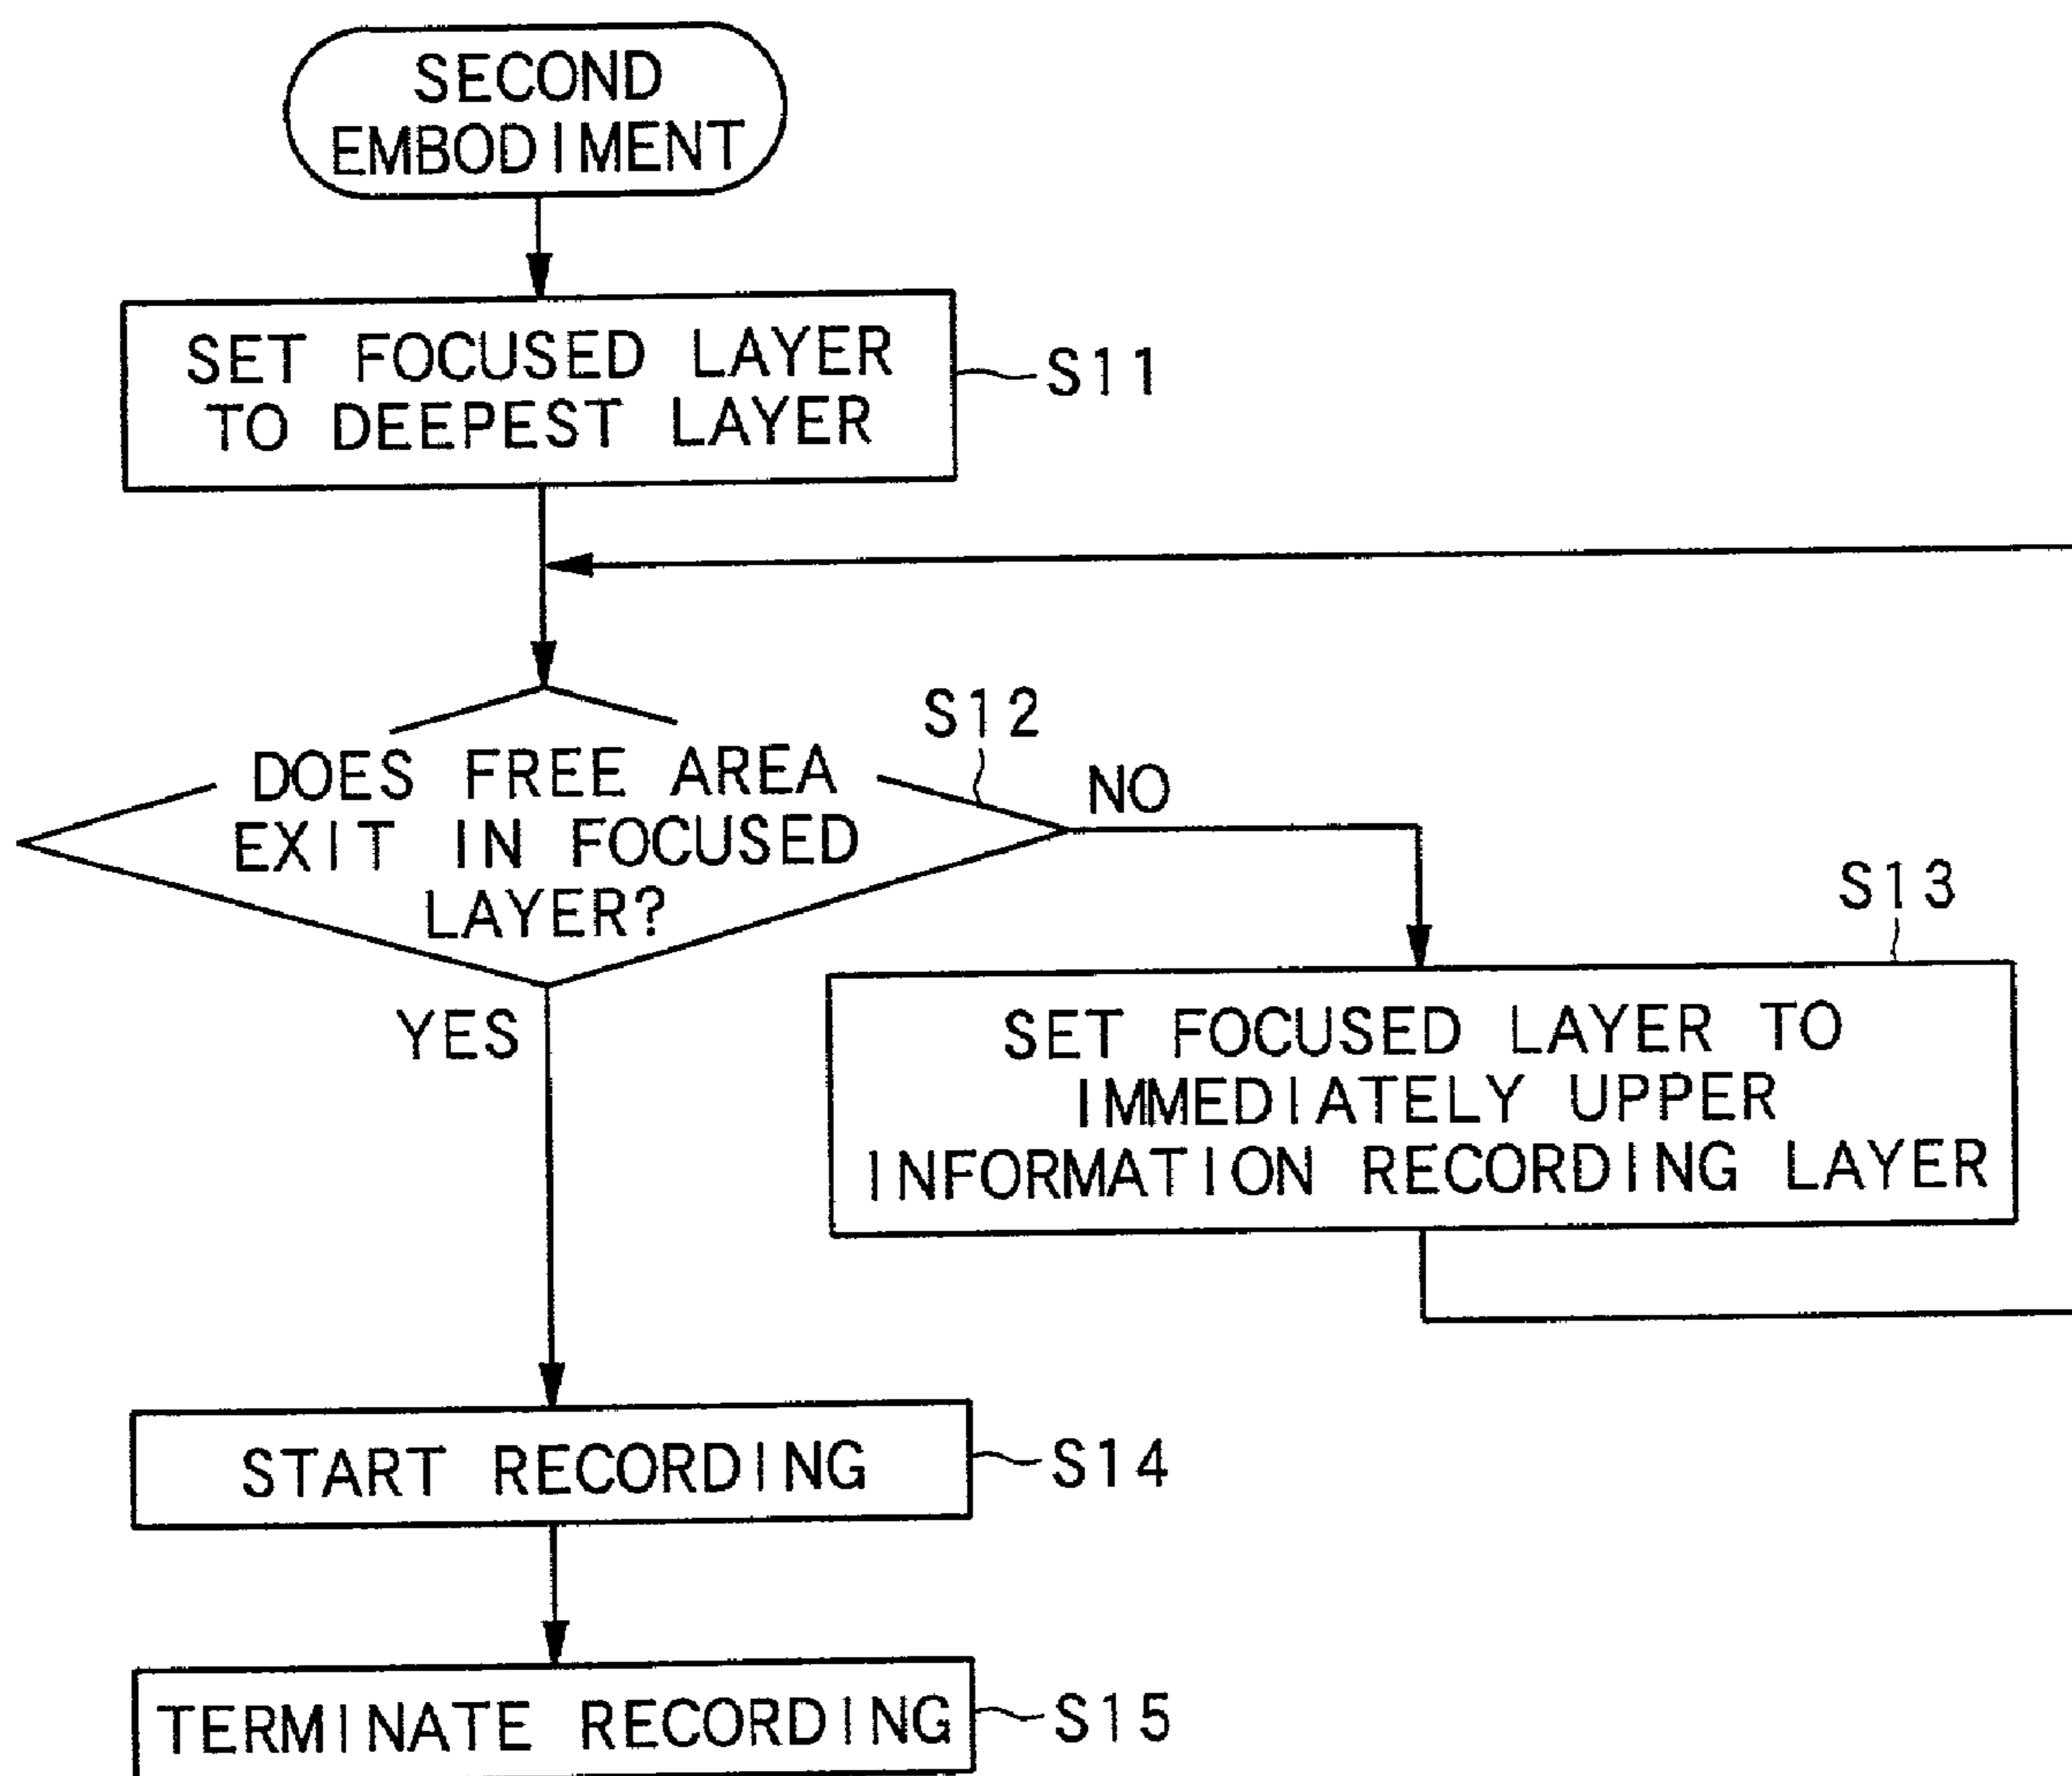 SECOND
EMBODIMENT
SET FOCUSED LAYER
TO DEEPEST LAYER
S11
S12
DOES FREE AREA
EXIT IN FOCUSED
LAYER?
NO
YES
S13
SET FOCUSED LAYER TO
IMMEDIATELY UPPER
INFORMATION RECORDING LAYER
START RECORDING
S14
TERMINATE RECORDING
S15